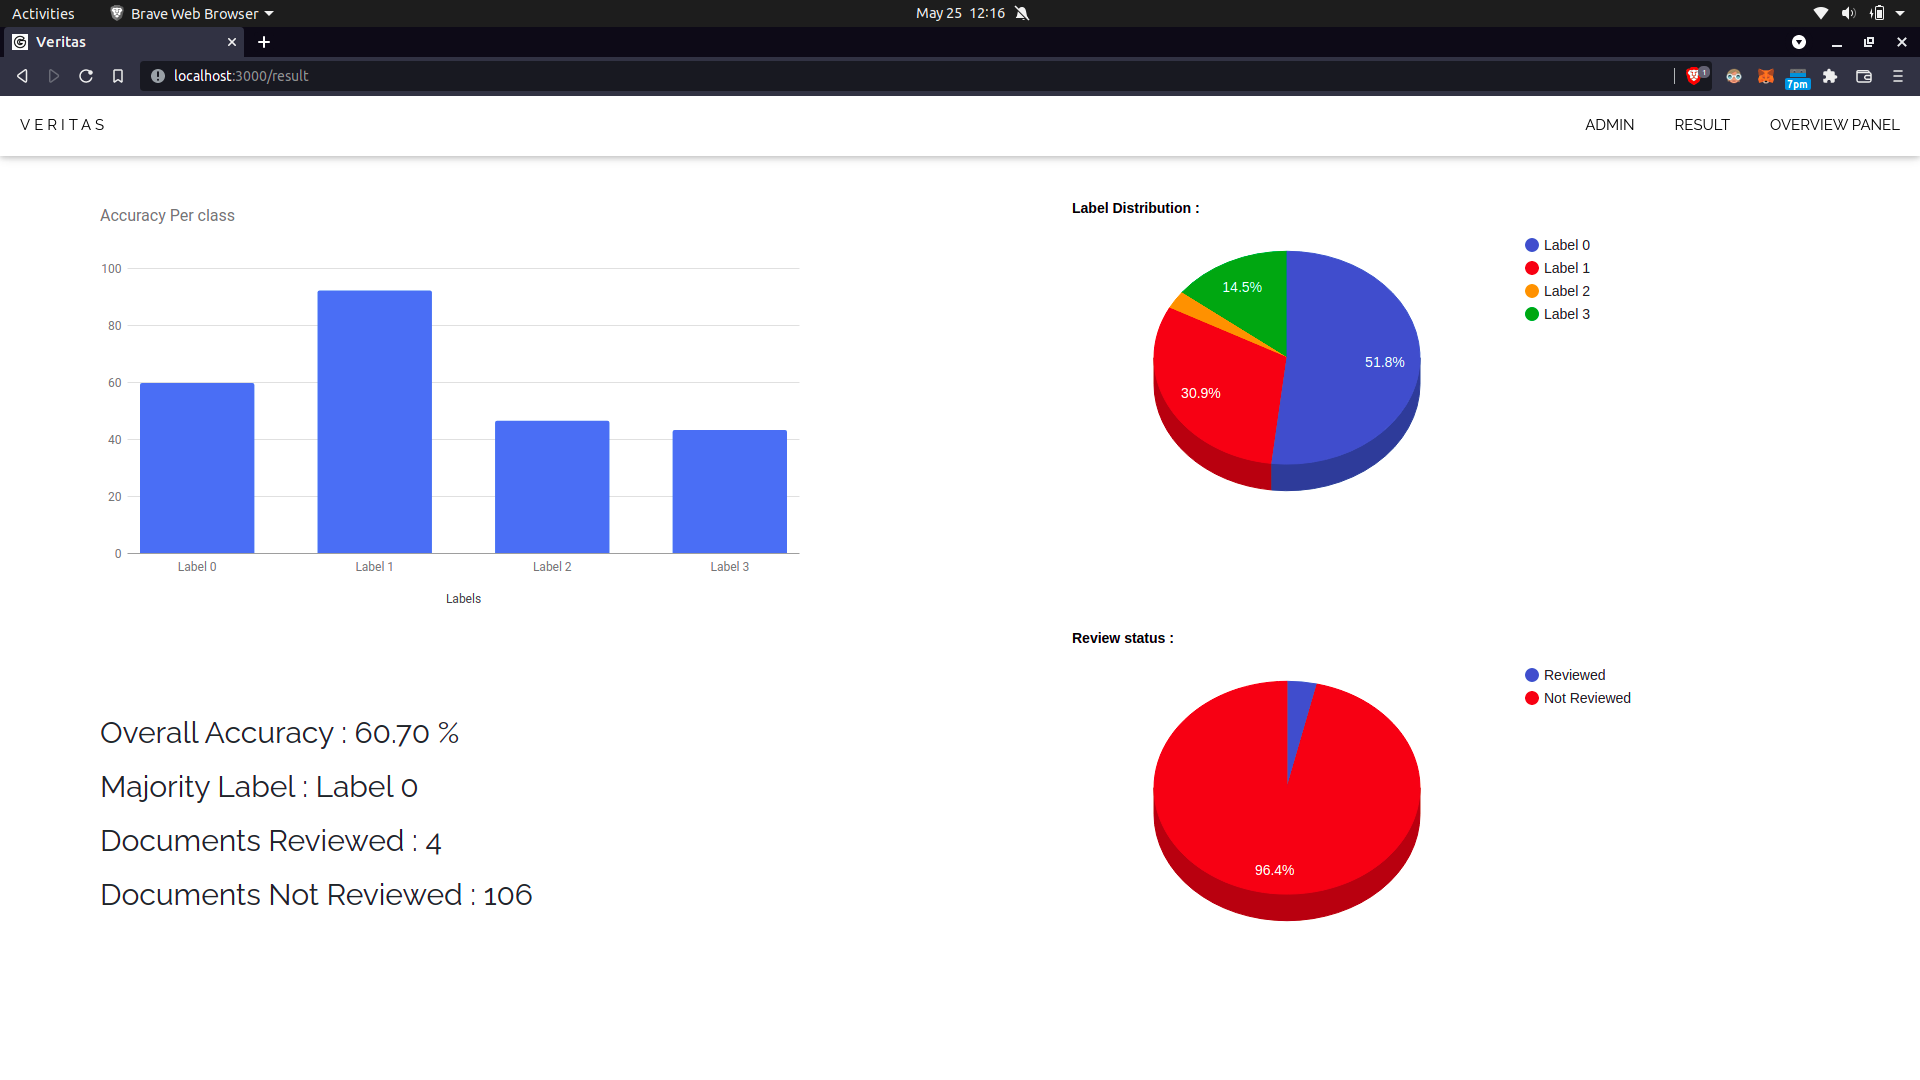 Activities
Brave Web Browser
May 25 12:16
Veritas
localhost:3000/result
1
7pm
VERITAS
ADMIN
RESULT
OVERVIEW PANEL
Accuracy Per class
100
80
60
40
20
0
Label 0
Label 1
Label 2
Label 3
Labels
Label Distribution :
14.5%
51.8%
30.9%
Label 0
Label 1
Label 2
Label 3
Overall Accuracy : 60.70 %
Majority Label : Label 0
Documents Reviewed : 4
Documents Not Reviewed : 106
Review status :
96.4%
Reviewed
Not Reviewed